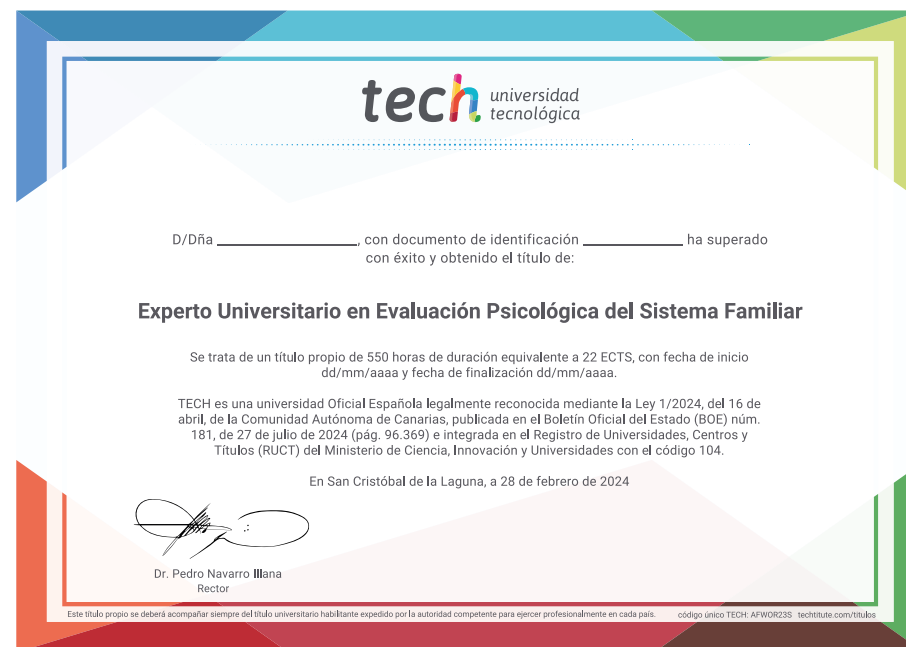 tech universidad
tecnológica
D/Dña ____________, con documento de identificación ____________ ha superado
con éxito y obtenido el título de:
Experto Universitario en Evaluación Psicológica del Sistema Familiar
Se trata de un título propio de 550 horas de duración equivalente a 22 ECTS, con fecha de inicio
dd/mm/aaaa y fecha de finalización dd/mm/aaaa.
TECH es una universidad Oficial Española legalmente reconocida mediante la Ley 1/2024, del 16 de
abril, de la Comunidad Autónoma de Canarias, publicada en el Boletín Oficial del Estado (BOE) núm.
181, de 27 de julio de 2024 (pág. 96.369) e integrada en el Registro de Universidades, Centros y
Títulos (RUCT) del Ministerio de Ciencia, Innovación y Universidades con el código 104.
En San Cristóbal de la Laguna, a 28 de febrero de 2024
Dr. Pedro Navarro Illana
Rector
Este título propio se deberá acompañar siempre del título universitario habilitante expedido por la autoridad competente para ejercer profesionalmente en cada país. código único TECH: AFWOR23S techtitute.com/titulos